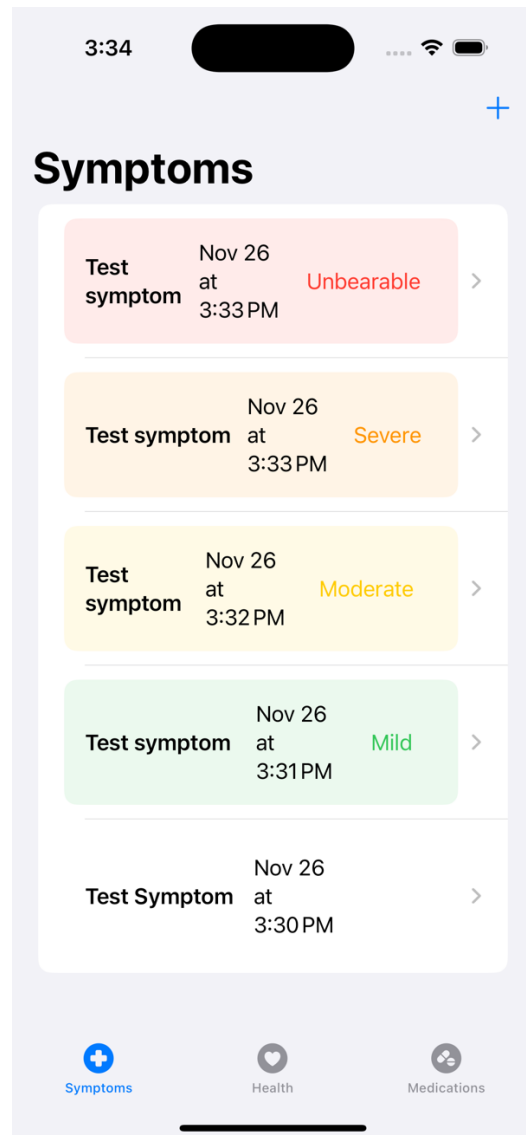 3:34
Symptoms
Test
symptom
Nov 26
at
3:33 PM
Unbearable
Test symptom
Nov 26
at
3:33 PM
Severe
Test
symptom
Nov 26
at
3:32 PM
Moderate
Test symptom
Nov 26
at
3:31 PM
Mild
Test Symptom
Nov 26
at
3:30 PM
Symptoms
Health
Medications